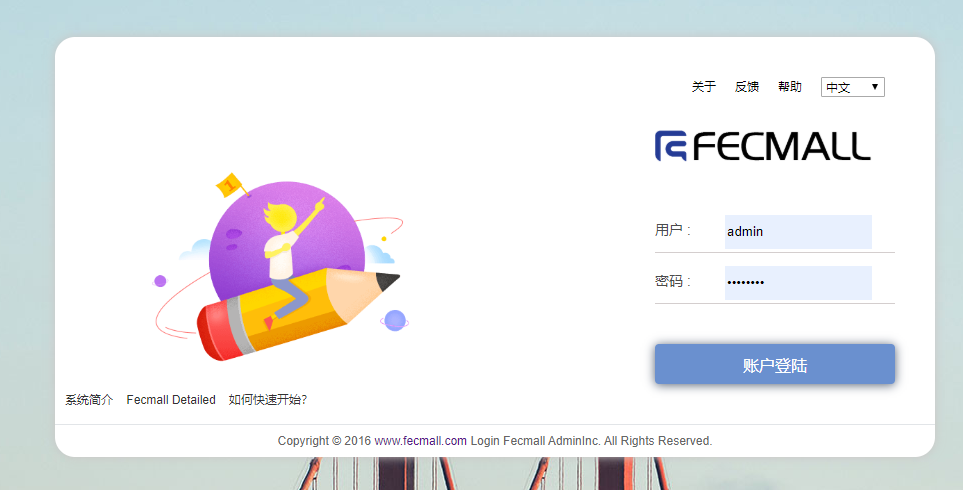 关于 反馈 帮助 中文
FECMALL
1
用户 : admin
密码 : ••••••••
账户登陆
系统简介 Fecmall Detailed 如何快速开始?
Copyright © 2016 www.fecmall.com Login Fecmall AdminInc. All Rights Reserved.